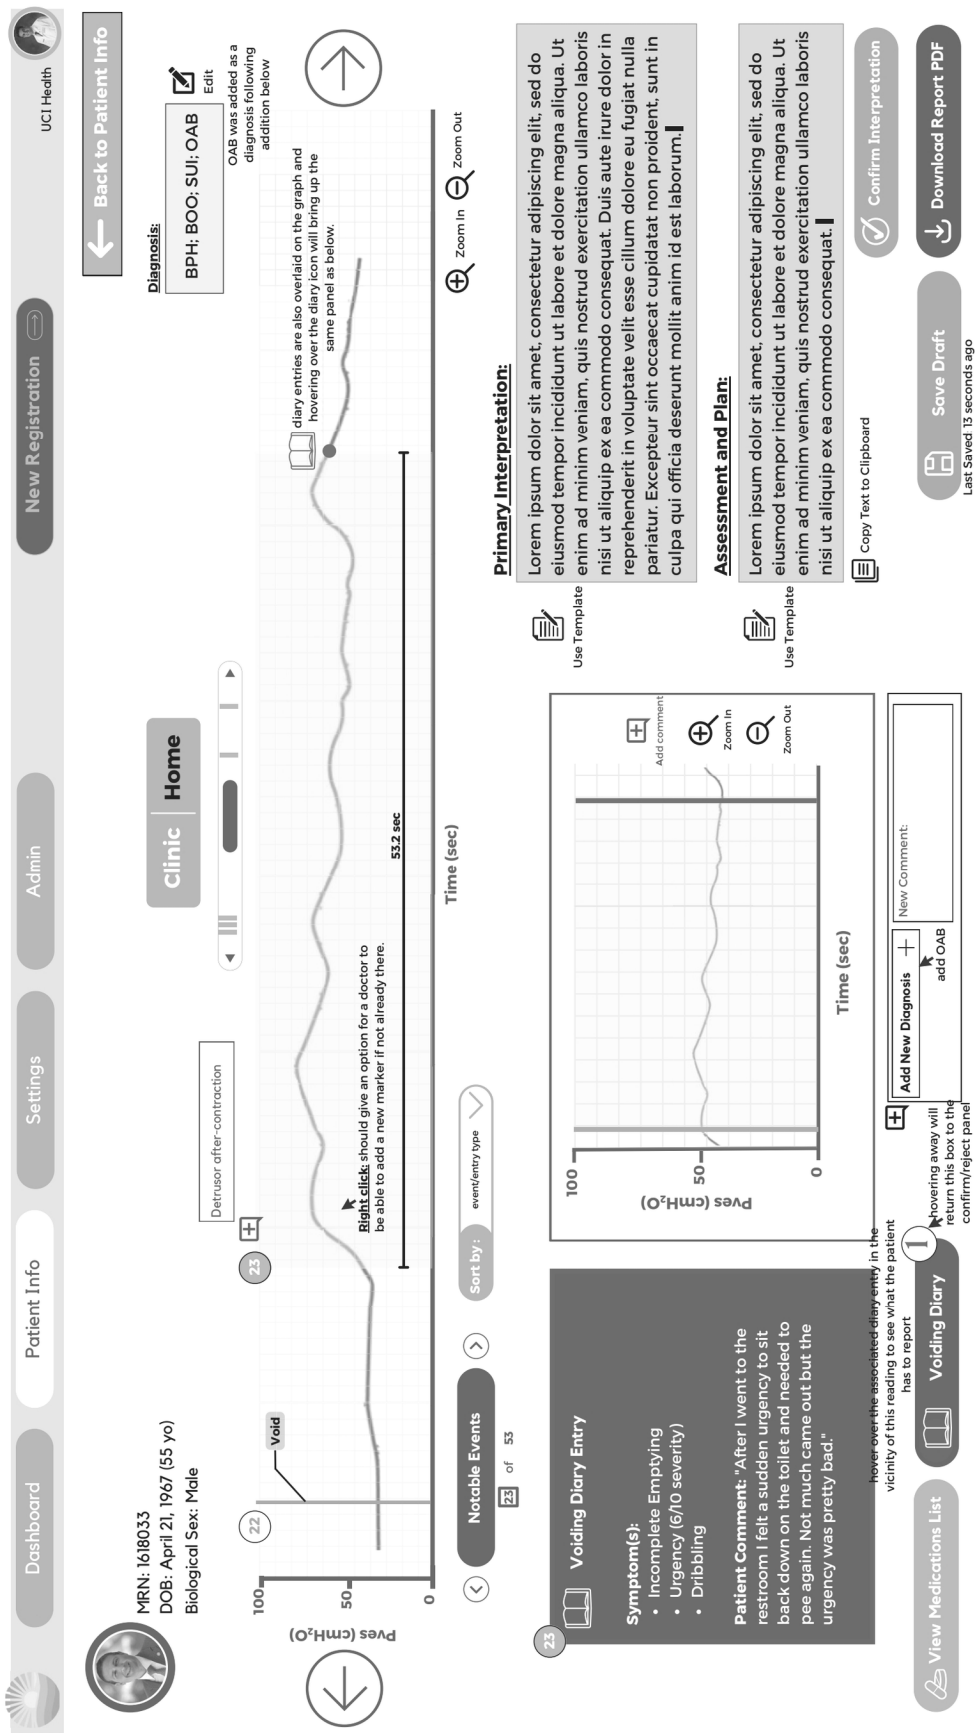 Dashboard
Patient Info
Settings
Admin
New Registration
UCI Health
MRN: 1618033
DOB: April 21, 1967 (55 yo)
Biological Sex: Male
Clinic | Home
Back to Patient Info
Diagnosis:
BPH; BOO; SUI; OAB
Edit
OAB was added as a
diagnosis following
addition below
22
Void
23
Detrusor after-contraction
diary entries are also overlaid on the graph and
hovering over the diary icon will bring up the
same panel as below.
Right click: should give an option for a doctor to
be able to add a new marker if not already there.
53.2 sec
100
50
0
Pves (cmH₂O)
Time (sec)
Zoom In
Zoom Out
Notable Events
23 of 53
Sort by :
event/entry type
23
Voiding Diary Entry
Symptom(s):
• Incomplete Emptying
• Urgency (6/10 severity)
• Dribbling
Patient Comment: "After I went to the
restroom I felt a sudden urgency to sit
back down on the toilet and needed to
pee again. Not much came out but the
urgency was pretty bad."
100
50
0
Pves (cmH₂O)
Time (sec)
Add comment
Zoom In
Zoom Out
Primary Interpretation:
Use Template
Lorem ipsum dolor sit amet, consectetur adipiscing elit, sed do
eiusmod tempor incididunt ut labore et dolore magna aliqua. Ut
enim ad minim veniam, quis nostrud exercitation ullamco laboris
nisi ut aliquip ex ea commodo consequat. Duis aute irure dolor in
reprehenderit in voluptate velit esse cillum dolore eu fugiat nulla
pariatur. Excepteur sint occaecat cupidatat non proident, sunt in
culpa qui officia deserunt mollit anim id est laborum.
Assessment and Plan:
Use Template
Lorem ipsum dolor sit amet, consectetur adipiscing elit, sed do
eiusmod tempor incididunt ut labore et dolore magna aliqua. Ut
enim ad minim veniam, quis nostrud exercitation ullamco laboris
nisi ut aliquip ex ea commodo consequat.
Copy Text to Clipboard
Confirm Interpretation
hover over the associated diary entry in the
vicinity of this reading to see what the patient
has to report
View Medications List
Voiding Diary
1
hovering away will
return this box to the
confirm/reject panel
Add New Diagnosis +
add OAB
New Comment:
Save Draft
Last Saved: 13 seconds ago
Download Report PDF